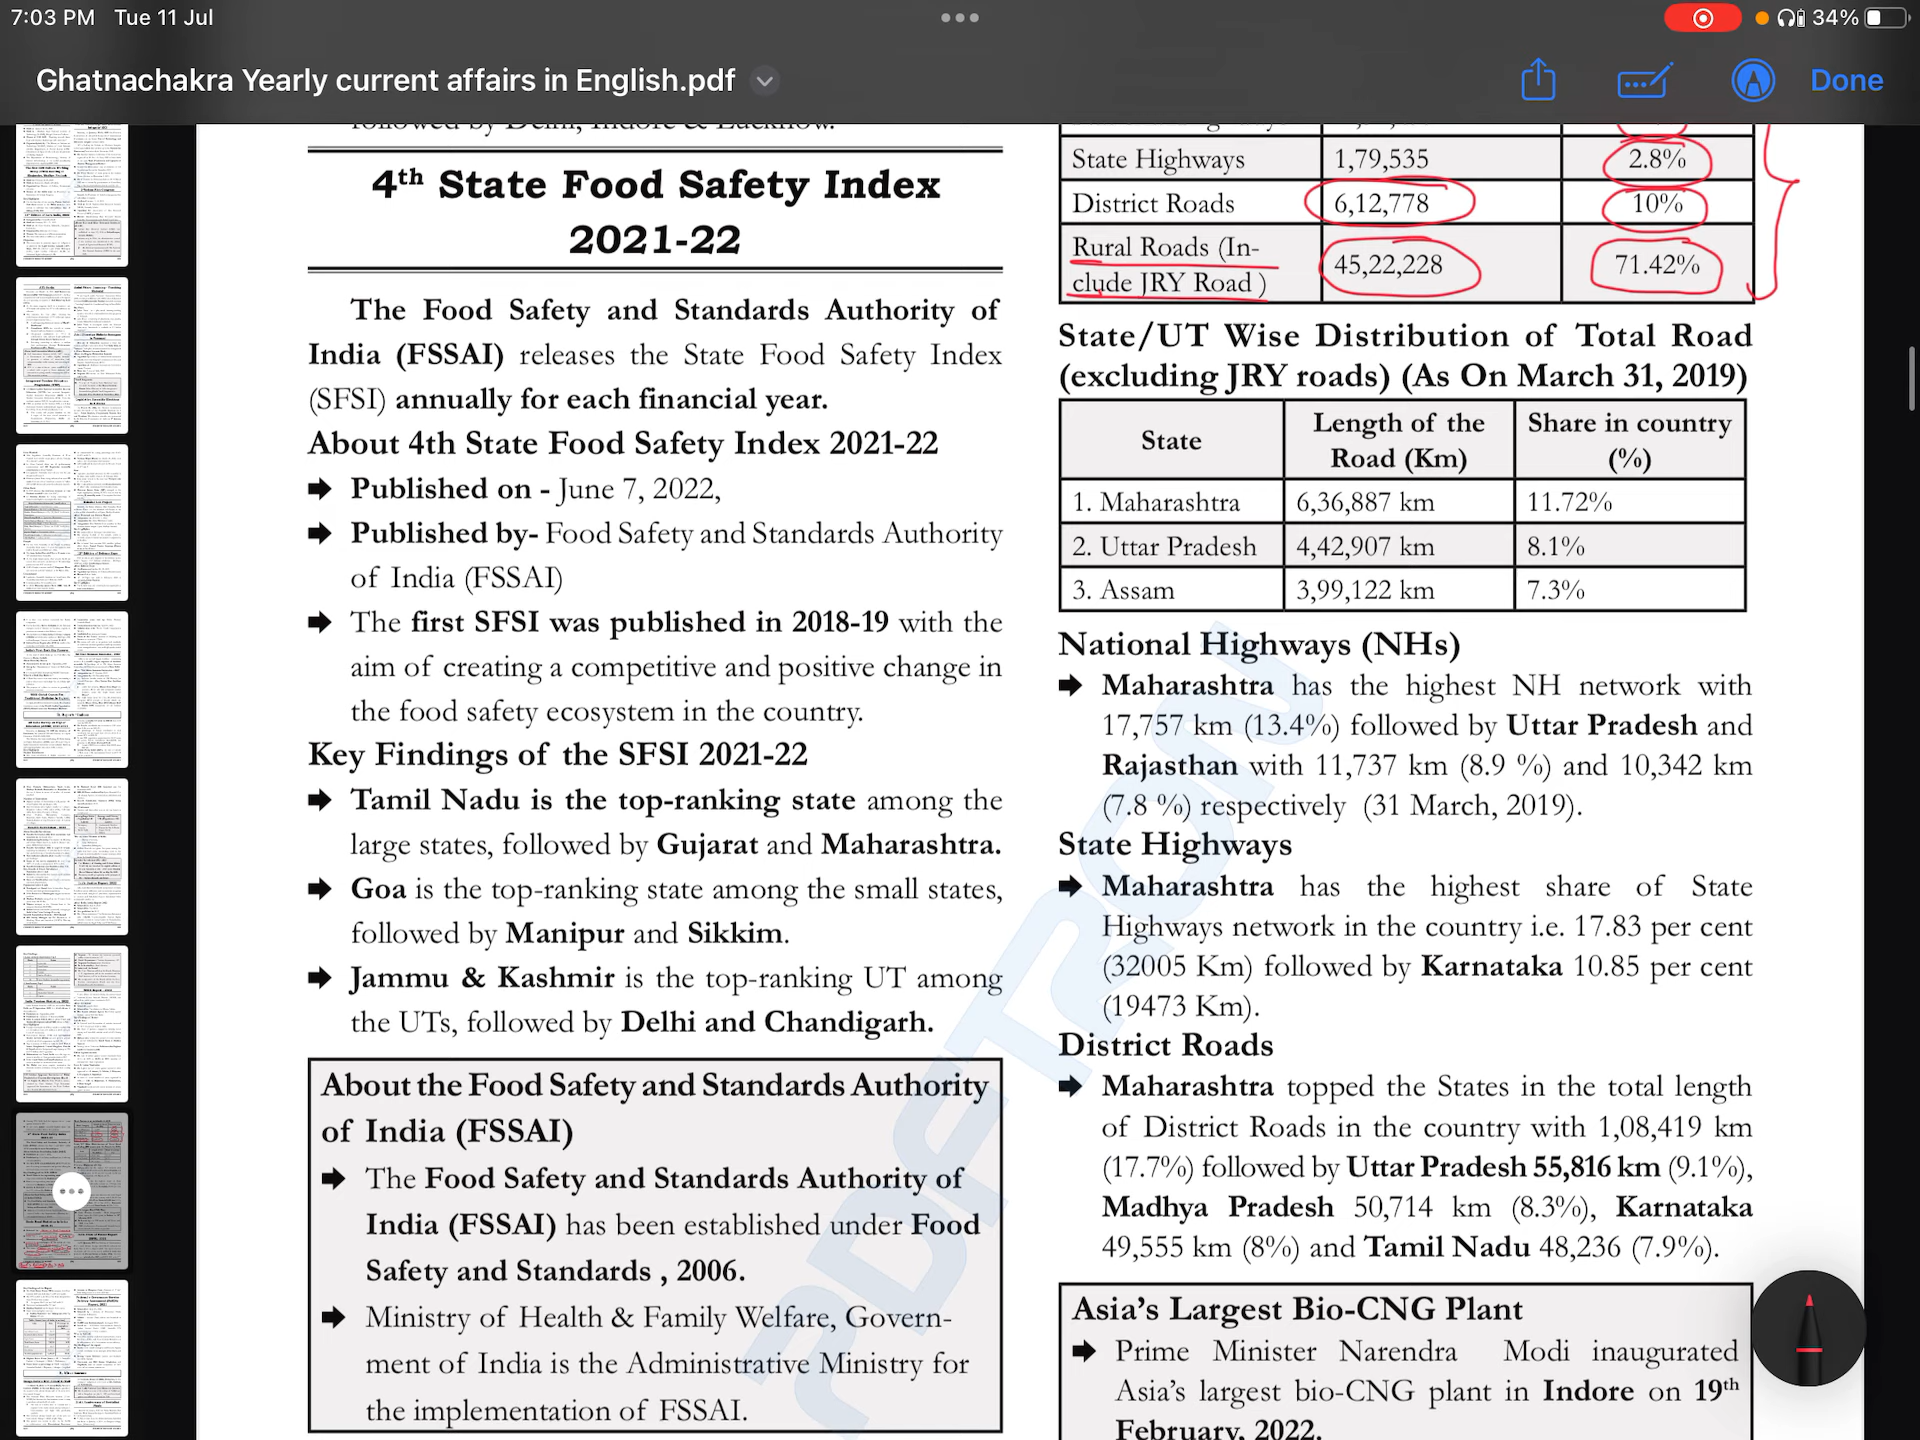 7:03 PM Tue 11 Jul
34%
Ghatnachakra Yearly current affairs in English.pdf
Done
4th State Food Safety Index
2021-22
The Food Safety and Standards Authority of
India (FSSAI) releases the State Food Safety Index
(SFSI) annually for each financial year.
About 4th State Food Safety Index 2021-22
Published on - June 7, 2022,
Published by- Food Safety and Standards Authority
of India (FSSAI)
The first SFSI was published in 2018-19 with the
aim of creating a competitive and positive change in
the food safety ecosystem in the country.
Key Findings of the SFSI 2021-22
Tamil Nadu is the top-ranking state among the
large states, followed by Gujarat and Maharashtra.
Goa is the top-ranking state among the small states,
followed by Manipur and Sikkim.
Jammu & Kashmir is the top-ranking UT among
the UTs, followed by Delhi and Chandigarh.
About the Food Safety and Standards Authority
of India (FSSAI)
The Food Safety and Standards Authority of
India (FSSAI) has been established under Food
Safety and Standards , 2006.
Ministry of Health & Family Welfare, Govern-
ment of India is the Administrative Ministry for
the implementation of FSSAI.
State Highways 1,79,535 2.8%
District Roads 6,12,778 10%
Rural Roads (In-
clude JRY Road ) 45,22,228 71.42%
State/UT Wise Distribution of Total Road
(excluding JRY roads) (As On March 31, 2019)
State Length of the Road (Km) Share in country (%)
1. Maharashtra 6,36,887 km 11.72%
2. Uttar Pradesh 4,42,907 km 8.1%
3. Assam 3,99,122 km 7.3%
National Highways (NHs)
Maharashtra has the highest NH network with
17,757 km (13.4%) followed by Uttar Pradesh and
Rajasthan with 11,737 km (8.9 %) and 10,342 km
(7.8 %) respectively (31 March, 2019).
State Highways
Maharashtra has the highest share of State
Highways network in the country i.e. 17.83 per cent
(32005 Km) followed by Karnataka 10.85 per cent
(19473 Km).
District Roads
Maharashtra topped the States in the total length
of District Roads in the country with 1,08,419 km
(17.7%) followed by Uttar Pradesh 55,816 km (9.1%),
Madhya Pradesh 50,714 km (8.3%), Karnataka
49,555 km (8%) and Tamil Nadu 48,236 (7.9%).
Asia's Largest Bio-CNG Plant
Prime Minister Narendra Modi inaugurated
Asia's largest bio-CNG plant in Indore on 19th
February, 2022.